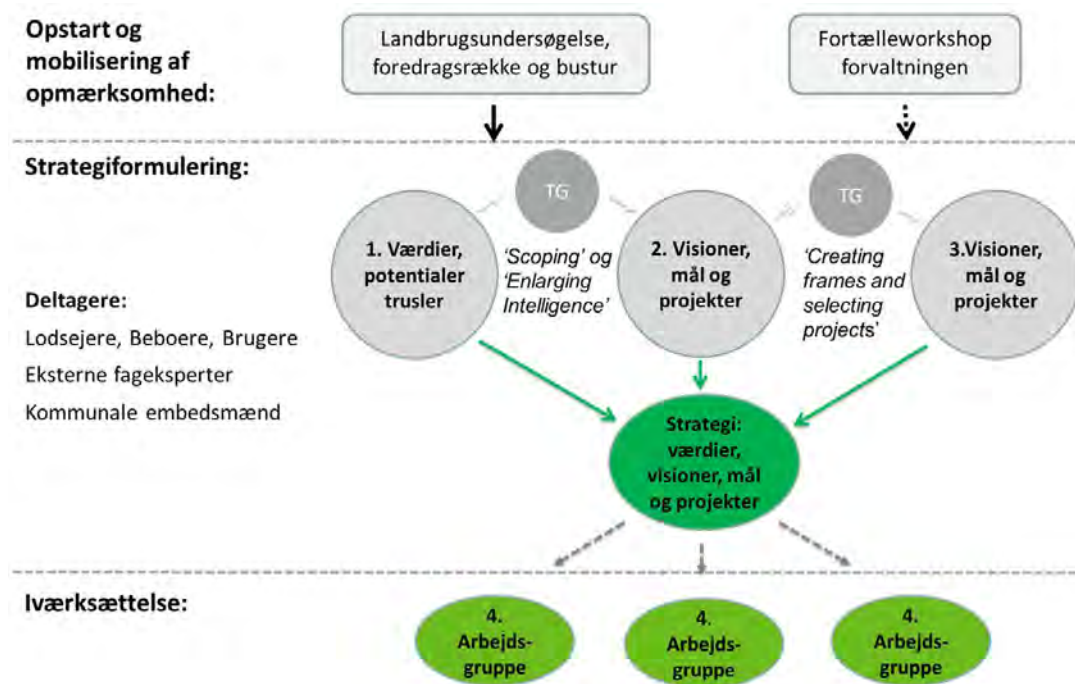 Opstart og
mobilisering af
opmærksomhed:
Landbrugsundersøgelse,
foredragsrække og bustur
Fortælleworkshop
forvaltningen
Strategiformulering:
TG
TG
1. Værdier,
potentialer
trusler
‘Scoping’ og
‘Enlarging
Intelligence’
2. Visioner,
mål og
projekter
‘Creating
frames and
selecting
projects’
3.Visioner,
mål og
projekter
Deltagere:
Lodsejere, Beboere, Brugere
Eksterne fageksperter
Kommunale embedsmænd
Strategi:
værdier,
visioner, mål
og projekter
Iværksættelse:
4.
Arbejds-
gruppe
4.
Arbejds-
gruppe
4.
Arbejds-
gruppe